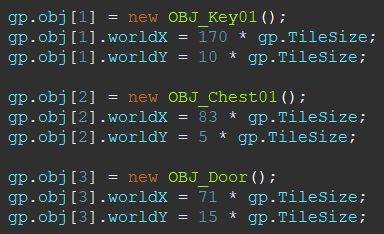 gp.obj[1] = new OBJ_Key01();
gp.obj[1].worldX = 170 * gp.TileSize;
gp.obj[1].worldY = 10 * gp.TileSize;
gp.obj[2] = new OBJ_Chest01();
gp.obj[2].worldX = 83 * gp.TileSize;
gp.obj[2].worldY = 5 * gp.TileSize;
gp.obj[3] = new OBJ_Door();
gp.obj[3].worldX = 71 * gp.TileSize;
gp.obj[3].worldY = 15 * gp.TileSize;